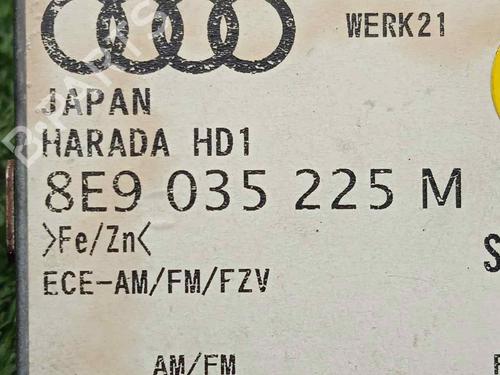 WERK21
JAPAN
HARADA HD1
8E9 035 225 M
>Fe/Zn<
ECE-AM/FM/FZV
AM/FM